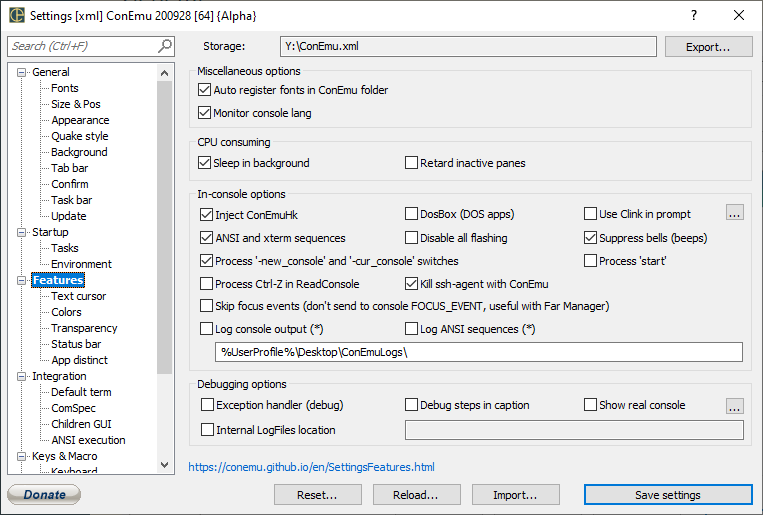 Settings [xml] ConEmu 200928 [64] {Alpha}
Search (Ctrl+F)
Storage:
Y:\ConEmu.xml
Export...
General
Fonts
Size & Pos
Appearance
Quake style
Background
Tab bar
Confirm
Task bar
Update
Startup
Tasks
Environment
Features
Text cursor
Colors
Transparency
Status bar
App distinct
Integration
Default term
ComSpec
Children GUI
ANSI execution
Keys & Macro
Keyboard
Miscellaneous options
Auto register fonts in ConEmu folder
Monitor console lang
CPU consuming
Sleep in background
Retard inactive panes
In-console options
Inject ConEmuHk
DosBox (DOS apps)
Use Clink in prompt
...
ANSI and xterm sequences
Disable all flashing
Suppress bells (beeps)
Process '-new_console' and '-cur_console' switches
Process 'start'
Process Ctrl-Z in ReadConsole
Kill ssh-agent with ConEmu
Skip focus events (don't send to console FOCUS_EVENT, useful with Far Manager)
Log console output (*)
Log ANSI sequences (*)
%UserProfile%\Desktop\ConEmuLogs\
Debugging options
Exception handler (debug)
Debug steps in caption
Show real console
...
Internal LogFiles location
https://conemu.github.io/en/SettingsFeatures.html
Donate
Reset...
Reload...
Import...
Save settings